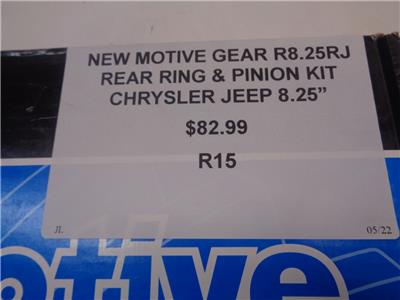 NEW MOTIVE GEAR R8.25RJ
REAR RING & PINION KIT
CHRYSLER JEEP 8.25”
$82.99
R15
JL 05/22
otive